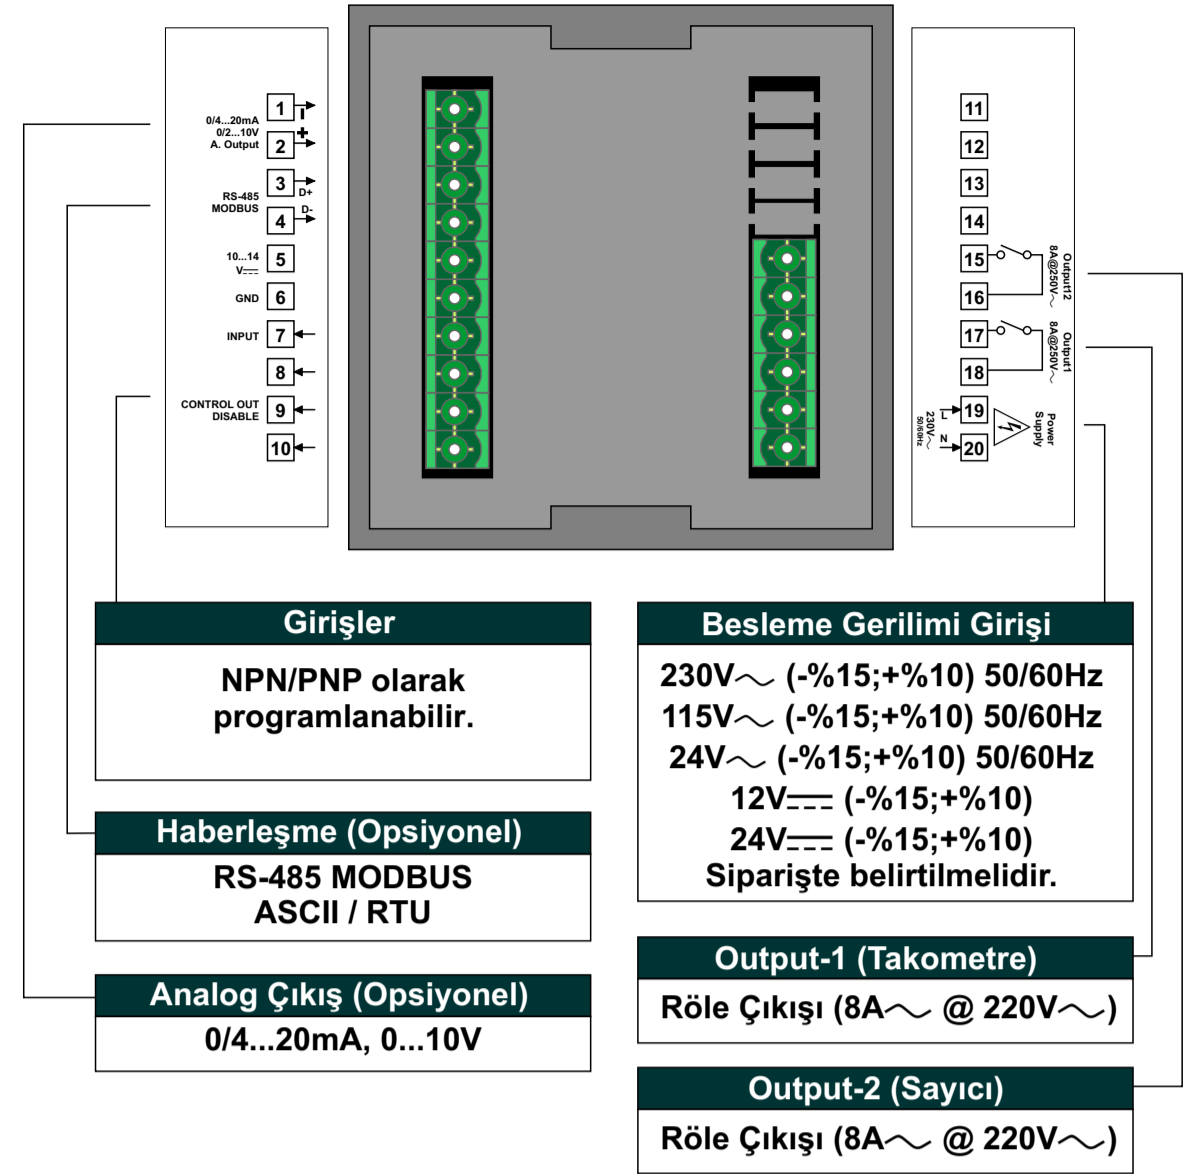 1
0/4...20mA
0/2...10V
A. Output
2
3
D+
RS-485
MODBUS
D-
4
10...14
V
5
GND
6
INPUT
7
8
CONTROL OUT
DISABLE
9
10
11
12
13
14
15
16
Output12
8A@250V
17
18
Output1
8A@250V
19
L
20
N
230V
50/60Hz
Power
Supply
Girişler
NPN/PNP olarak
programlanabilir.
Haberleşme (Opsiyonel)
RS-485 MODBUS
ASCII / RTU
Analog Çıkış (Opsiyonel)
0/4...20mA, 0...10V
Besleme Gerilimi Girişi
230V～ (-%15;+%10) 50/60Hz
115V～ (-%15;+%10) 50/60Hz
24V～ (-%15;+%10) 50/60Hz
12V⎓ (-%15;+%10)
24V⎓ (-%15;+%10)
Siparişte belirtilmelidir.
Output-1 (Takometre)
Röle Çıkışı (8A～ @ 220V～)
Output-2 (Sayıcı)
Röle Çıkışı (8A～ @ 220V～)